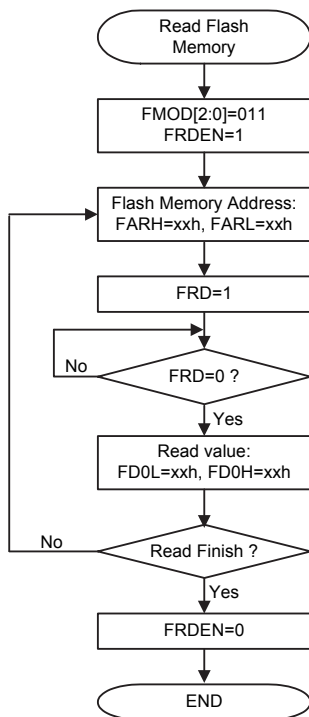 Read Flash
Memory
FMOD[2:0]=011
FRDEN=1
Flash Memory Address:
FARH=xxh, FARL=xxh
FRD=1
No
FRD=0 ?
Yes
Read value:
FD0L=xxh, FD0H=xxh
No
Read Finish ?
Yes
FRDEN=0
END